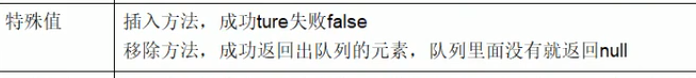 特殊值
插入方法，成功ture失败false
移除方法，成功返回出队列的元素，队列里面没有就返回null